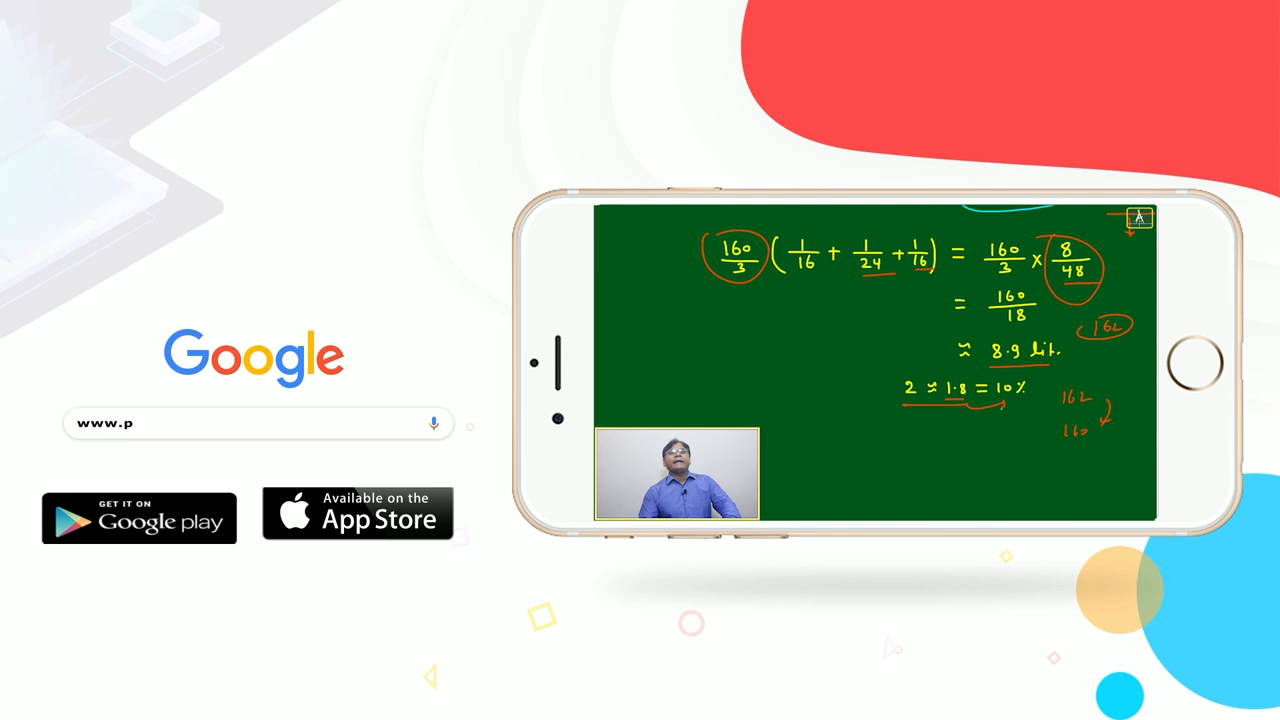 Google
www.p
GET IT ON
Google play
Available on the
App Store
A
160/3 (1/16 + 1/24 + 1/16) = 160/3 x 8/48
= 160/18
162
≈ 8.9 lit.
2 ≈ 1.8 = 10%
162
160